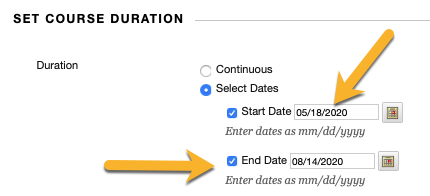 SET COURSE DURATION
Duration
Continuous
Select Dates
Start Date 05/18/2020
Enter dates as mm/dd/yyyy
End Date 08/14/2020
Enter dates as mm/dd/yyyy